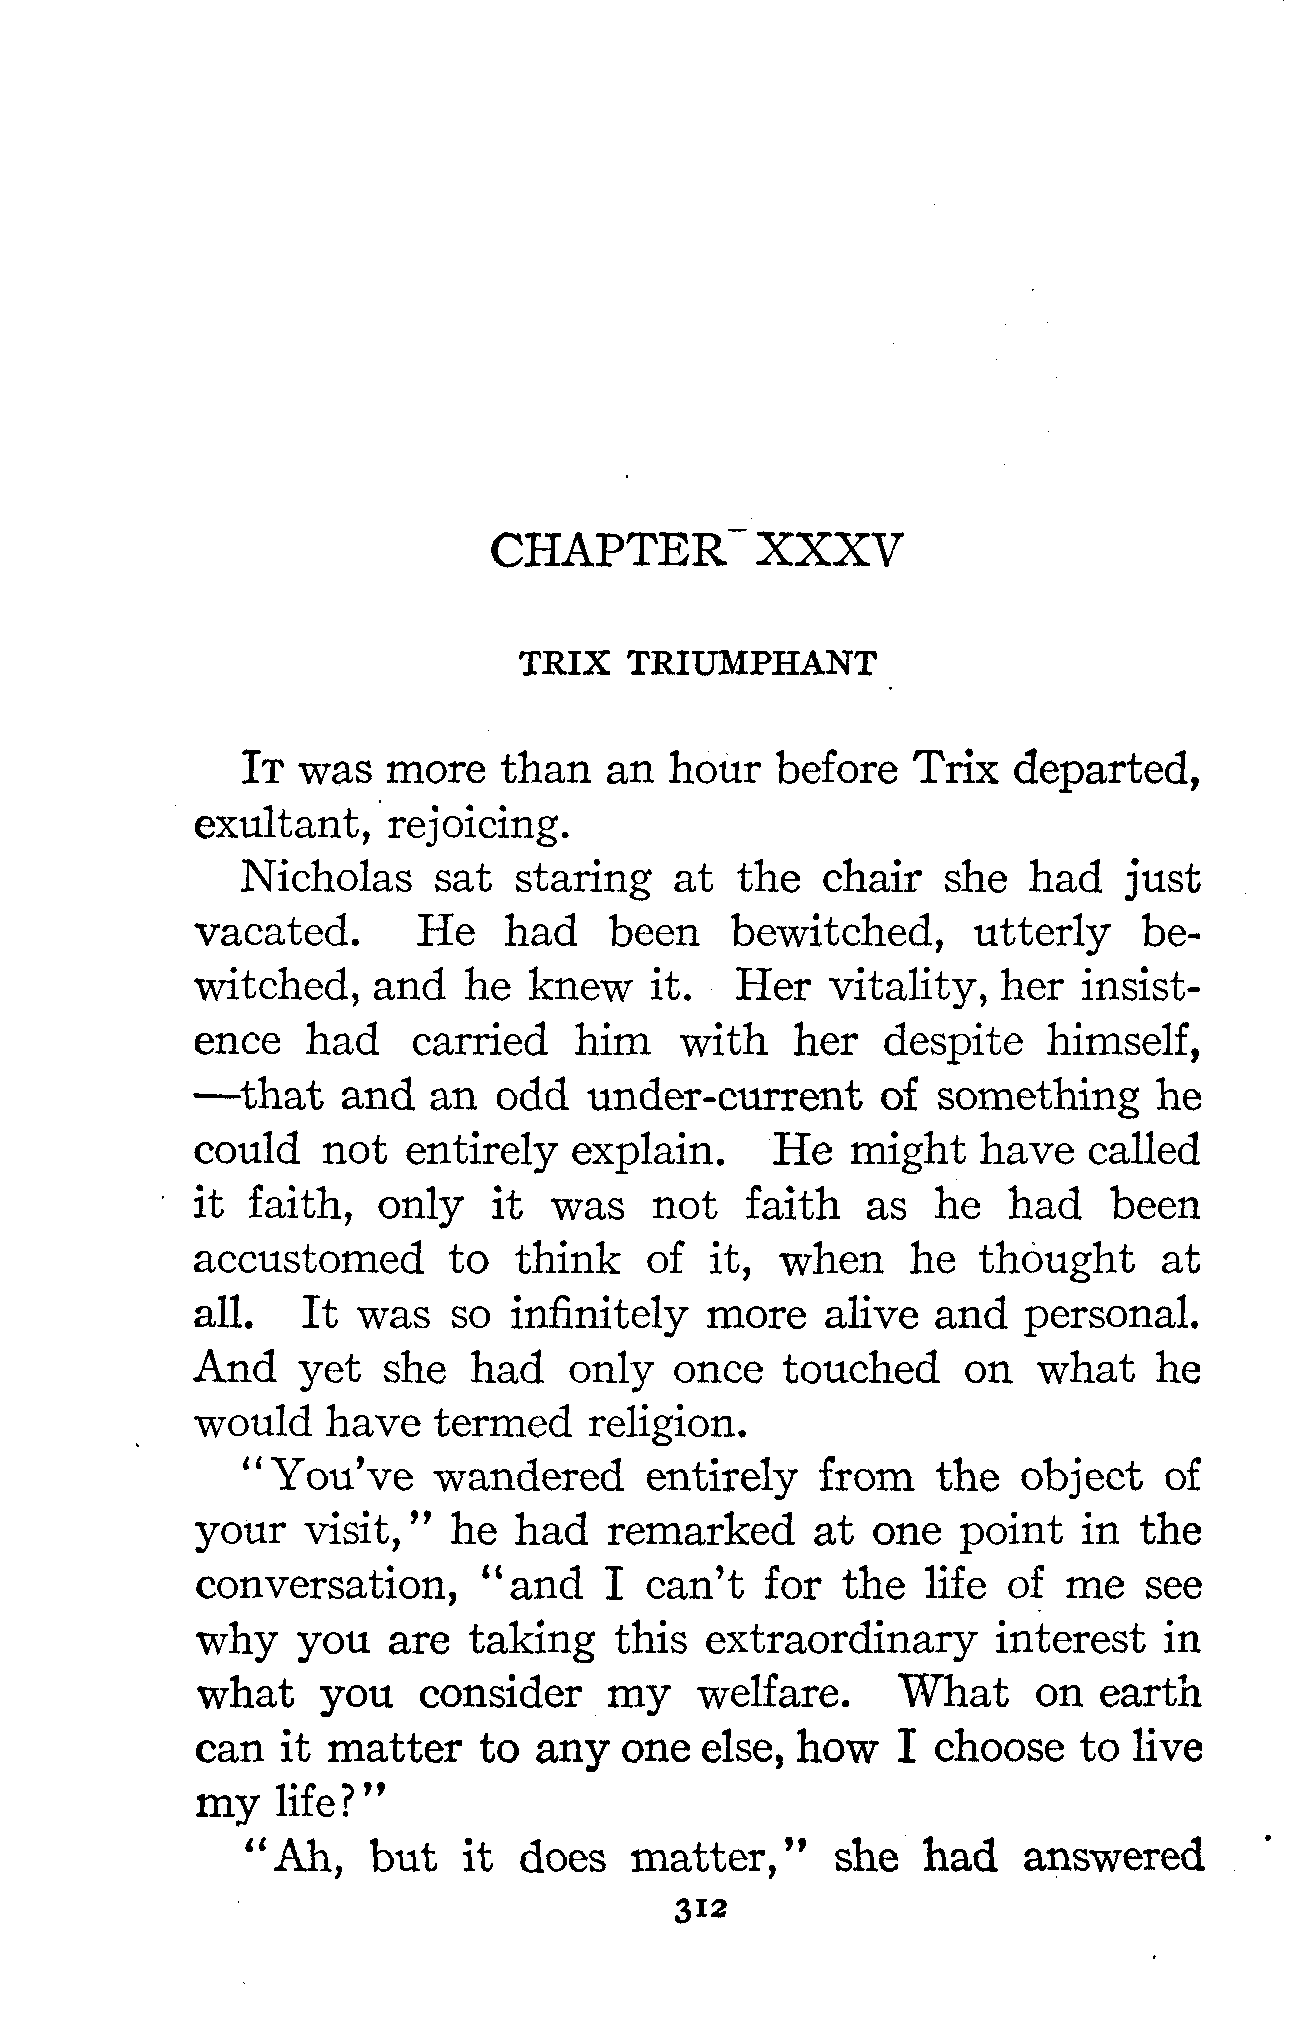 CHAPTER XXXV
TRIX TRIUMPHANT
IT was more than an hour before Trix departed,
exultant, rejoicing.
Nicholas sat staring at the chair she had just
vacated. He had been bewitched, utterly be-
witched, and he knew it. Her vitality, her insist-
ence had carried him with her despite himself,
—that and an odd under-current of something he
could not entirely explain. He might have called
it faith, only it was not faith as he had been
accustomed to think of it, when he thought at
all. It was so infinitely more alive and personal.
And yet she had only once touched on what he
would have termed religion.
"You've wandered entirely from the object of
your visit," he had remarked at one point in the
conversation, "and I can't for the life of me see
why you are taking this extraordinary interest in
what you consider my welfare. What on earth
can it matter to any one else, how I choose to live
my life?"
"Ah, but it does matter," she had answered
312